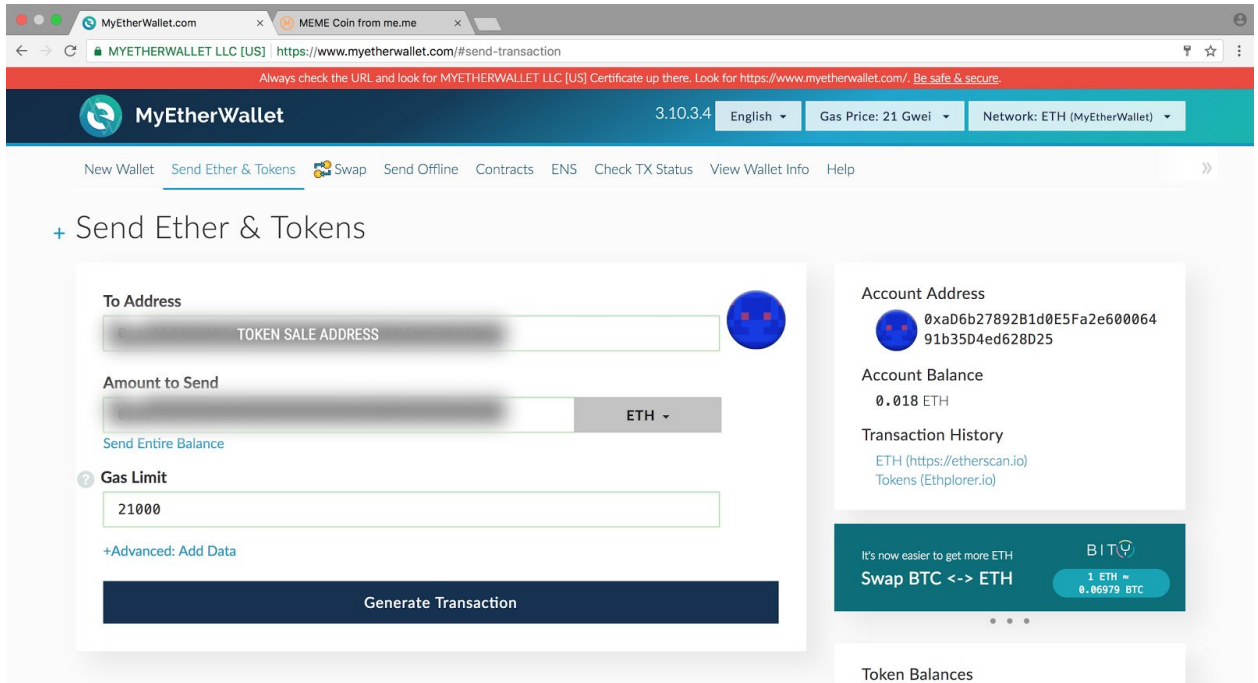 MyEtherWallet.com
MEME Coin from me.me
MYETHERWALLET LLC [US] https://www.myetherwallet.com/#send-transaction
Always check the URL and look for MYETHERWALLET LLC [US] Certificate up there. Look for https://www.myetherwallet.com/. Be safe & secure.
MyEtherWallet 3.10.3.4 English Gas Price: 21 Gwei Network: ETH (MyEtherWallet)
New Wallet Send Ether & Tokens Swap Send Offline Contracts ENS Check TX Status View Wallet Info Help »
+ Send Ether & Tokens
To Address
TOKEN SALE ADDRESS
Amount to Send
ETH
Send Entire Balance
? Gas Limit
21000
+Advanced: Add Data
Generate Transaction
Account Address
0xaD6b27892B1d0E5Fa2e600064
91b35D4ed628D25
Account Balance
0.018 ETH
Transaction History
ETH (https://etherscan.io)
Tokens (Ethplorer.io)
It's now easier to get more ETH
Swap BTC <-> ETH
BITY
1 ETH ≈
0.06979 BTC
Token Balances